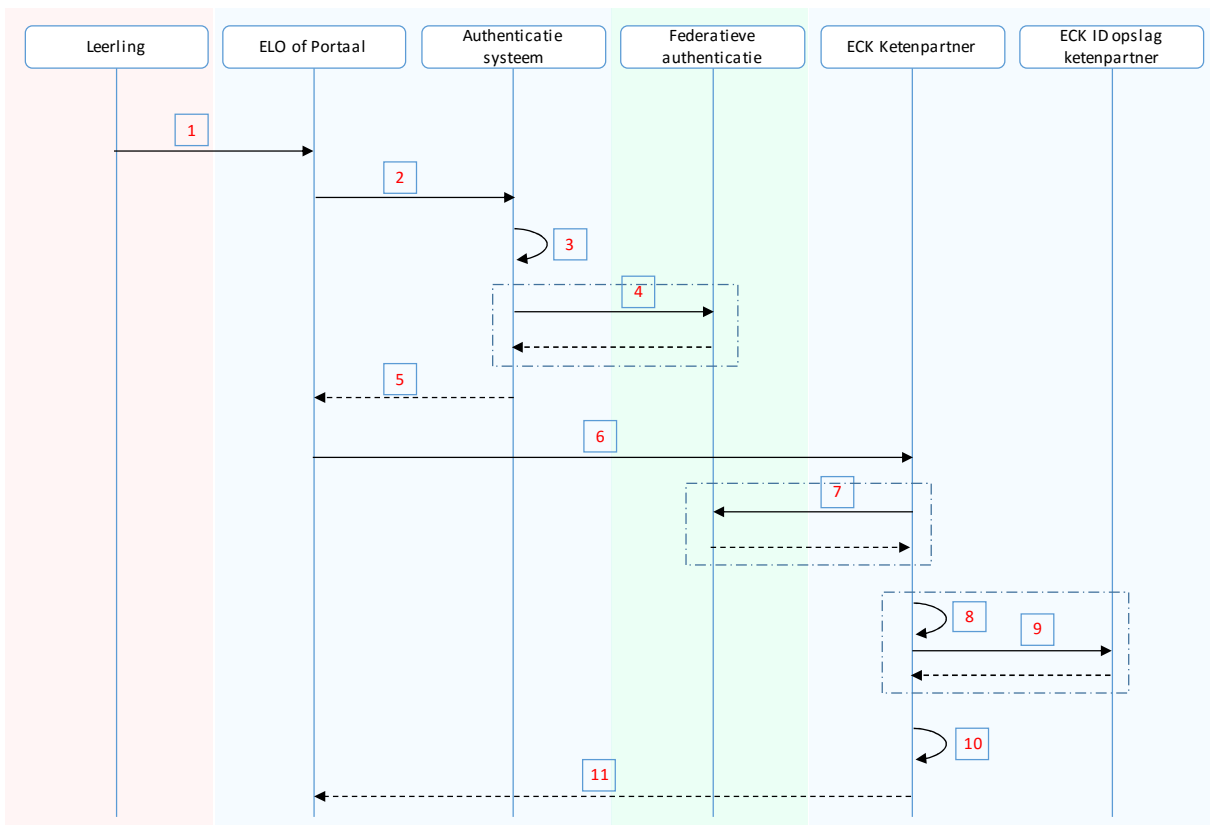 Leerling
ELO of Portaal
Authenticatie
systeem
Federatieve
authenticatie
ECK Ketenpartner
ECK ID opslag
ketenpartner
1
2
3
4
5
6
7
8
9
10
11